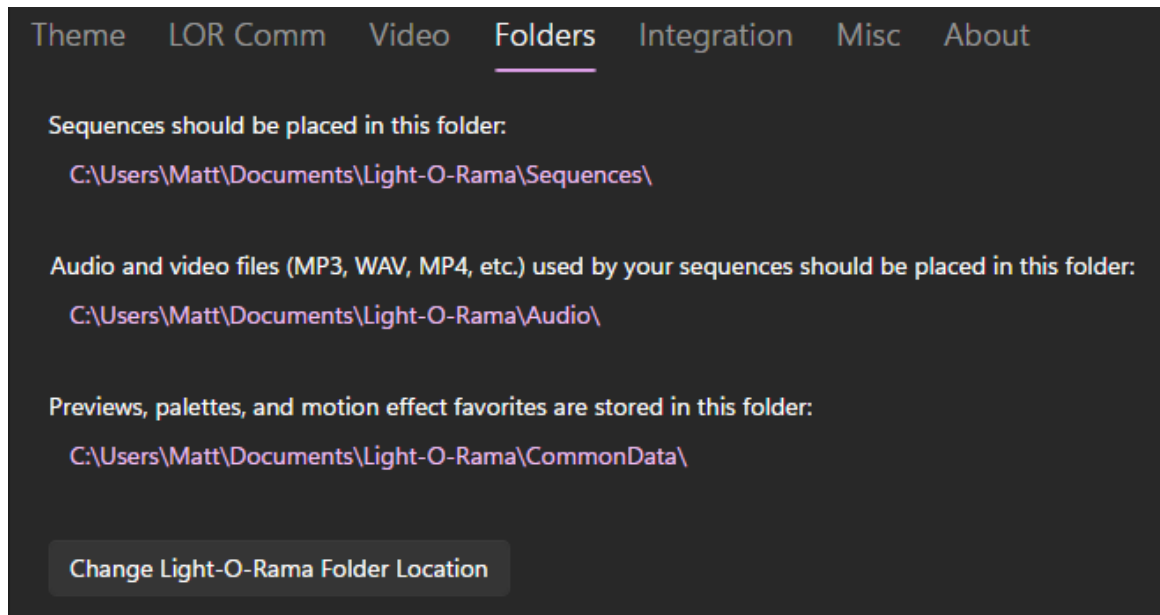 Theme LOR Comm Video Folders Integration Misc About
Sequences should be placed in this folder:
C:\Users\Matt\Documents\Light-O-Rama\Sequences\
Audio and video files (MP3, WAV, MP4, etc.) used by your sequences should be placed in this folder:
C:\Users\Matt\Documents\Light-O-Rama\Audio\
Previews, palettes, and motion effect favorites are stored in this folder:
C:\Users\Matt\Documents\Light-O-Rama\CommonData\
Change Light-O-Rama Folder Location